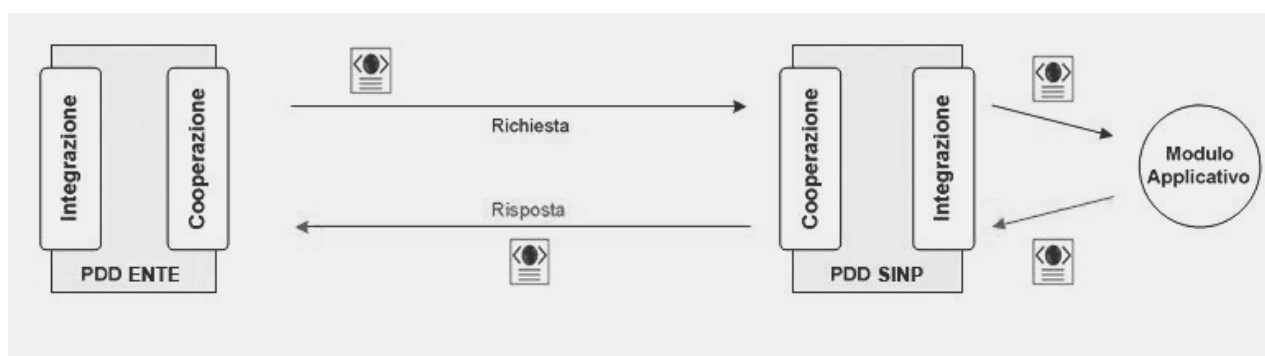 Integrazione
Cooperazione
PDD ENTE
Richiesta
Risposta
Cooperazione
Integrazione
PDD SINP
Modulo
Applicativo